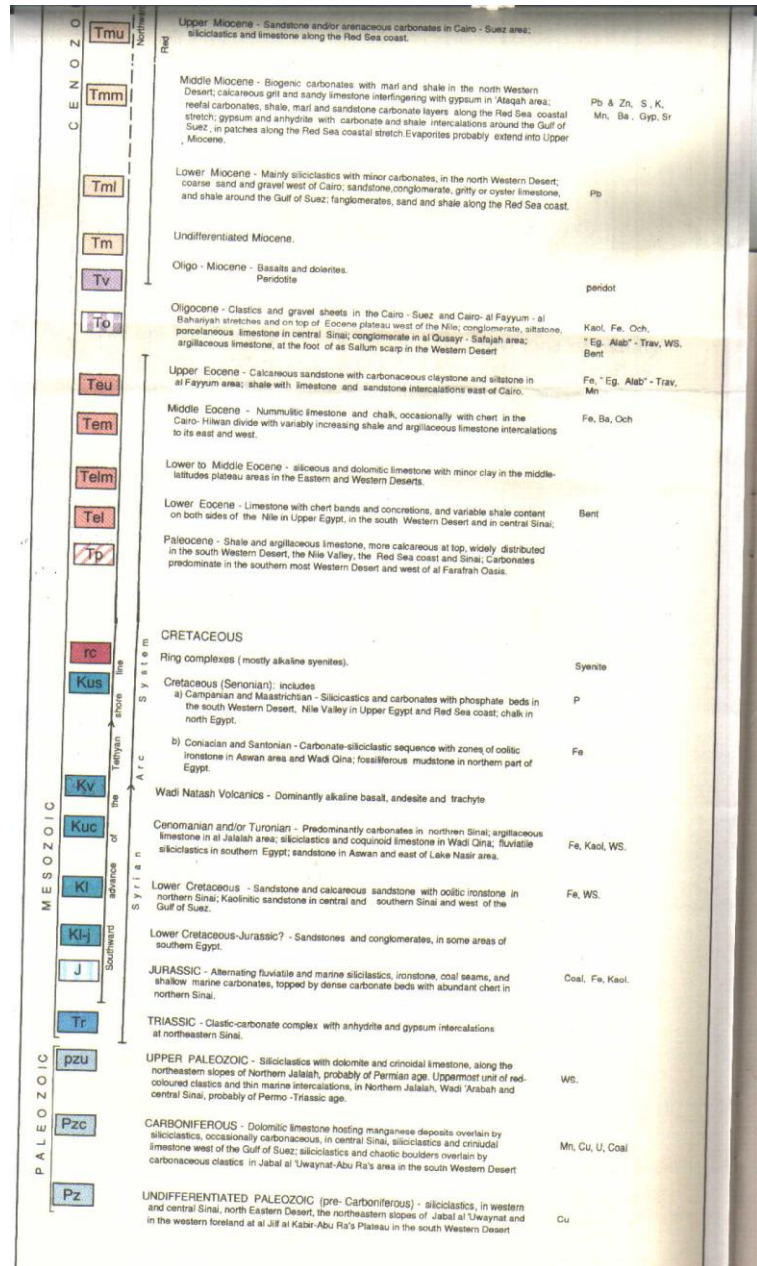 CENOZO
Northward
Red
Tmu
Upper Miocene - Sandstone and/or arenaceous carbonates in Cairo - Suez area;
siliciclastics and limestone along the Red Sea coast.
Tmm
Middle Miocene - Biogenic carbonates with marl and shale in the north Western
Desert; calcareous grit and sandy limestone interfingering with gypsum in 'Ataqah area;
reefal carbonates, shale, marl and sandstone carbonate layers along the Red Sea coastal
stretch; gypsum and anhydrite with carbonate and shale intercalations around the Gulf of
Suez, in patches along the Red Sea coastal stretch. Evaporites probably extend into Upper
Miocene.
Pb & Zn, S , K,
Mn, Ba , Gyp, Sr
Tml
Lower Miocene - Mainly siliciclastics with minor carbonates, in the north Western Desert;
coarse sand and gravel west of Cairo; sandstone,conglomerate, gritty or oyster limestone,
and shale around the Gulf of Suez; fanglomerates, sand and shale along the Red Sea coast.
Pb
Tm
Undifferentiated Miocene.
Tv
Oligo - Miocene - Basalts and dolerites.
Peridotite
peridot
To
Oligocene - Clastics and gravel sheets in the Cairo - Suez and Cairo- al Fayyum - al
Bahariyah stretches and on top of Eocene plateau west of the Nile; conglomerate, siltstone,
porcelaneous limestone in central Sinai; conglomerate in al Qusayr - Safajah area;
argillaceous limestone, at the foot of as Sallum scarp in the Western Desert
Kaol, Fe, Och,
" Eg. Alab" - Trav, WS.
Bent
Teu
Upper Eocene - Calcareous sandstone with carbonaceous claystone and siltstone in
al Fayyum area; shale with limestone and sandstone intercalations east of Cairo.
Fe, " Eg. Alab" - Trav,
Mn
Tem
Middle Eocene - Nummulitic limestone and chalk, occasionally with chert in the
Cairo- Hilwan divide with variably increasing shale and argillaceous limestone intercalations
to its east and west.
Fe, Ba, Och
Telm
Lower to Middle Eocene - siliceous and dolomitic limestone with minor clay in the middle-
latitudes plateau areas in the Eastern and Western Deserts.
Tel
Lower Eocene - Limestone with chert bands and concretions, and variable shale content
on both sides of the Nile in Upper Egypt, in the south Western Desert and in central Sinai;
Bent
Tp
Paleocene - Shale and argillaceous limestone, more calcareous at top, widely distributed
in the south Western Desert, the Nile Valley, the Red Sea coast and Sinai; Carbonates
predominate in the southern most Western Desert and west of al Farafrah Oasis.
MESOZOIC
Southward advance of the Tethyan shore line
Syrian Arc System
CRETACEOUS
rc
Ring complexes (mostly alkaline syenites).
Syenite
Kus
Cretaceous (Senonian): includes
a) Campanian and Maastrichtian - Silicicastics and carbonates with phosphate beds in
the south Western Desert, Nile Valley in Upper Egypt and Red Sea coast; chalk in
north Egypt.
P
b) Coniacian and Santonian - Carbonate-siliciclastic sequence with zones of oolitic
ironstone in Aswan area and Wadi Qina; fossiliferous mudstone in northern part of
Egypt.
Fe
Kv
Wadi Natash Volcanics - Dominantly alkaline basalt, andesite and trachyte
Kuc
Cenomanian and/or Turonian - Predominantly carbonates in northren Sinai; argillaceous
limestone in al Jalalah area; siliciclastics and coquinoid limestone in Wadi Qina; fluviatile
siliciclastics in southern Egypt; sandstone in Aswan and east of Lake Nasir area.
Fe, Kaol, WS.
Kl
Lower Cretaceous - Sandstone and calcareous sandstone with oolitic ironstone in
northern Sinai; Kaolinitic sandstone in central and southern Sinai and west of the
Gulf of Suez.
Fe, WS.
Kl-j
Lower Cretaceous-Jurassic? - Sandstones and conglomerates, in some areas of
southern Egypt.
J
JURASSIC - Alternating fluviatile and marine silicilastics, ironstone, coal seams, and
shallow marine carbonates, topped by dense carbonate beds with abundant chert in
northern Sinai.
Coal, Fe, Kaol.
Tr
TRIASSIC - Clastic-carbonate complex with anhydrite and gypsum intercalations
at northeastern Sinai.
PALEOZOIC
pzu
UPPER PALEOZOIC - Siliciclastics with dolomite and crinoidal limestone, along the
northeastern slopes of Northern Jalalah, probably of Permian age. Uppermost unit of red-
coloured clastics and thin marine intercalations, in Northern Jalalah, Wadi 'Arabah and
central Sinai, probably of Permo -Triassic age.
WS.
Pzc
CARBONIFEROUS - Dolomitic limestone hosting manganese deposits overlain by
siliciclastics, occasionally carbonaceous, in central Sinai, siliciclastics and criniudal
limestone west of the Gulf of Suez; siliciclastics and chaotic boulders overlain by
carbonaceous clastics in Jabal al 'Uwaynat-Abu Ra's area in the south Western Desert
Mn, Cu, U, Coal
Pz
UNDIFFERENTIATED PALEOZOIC (pre- Carboniferous) - siliciclastics, in western
and central Sinai, north Eastern Desert, the northeastern slopes of Jabal al 'Uwaynat and
in the western foreland at al Jilf al Kabir-Abu Ra's Plateau in the south Western Desert
Cu